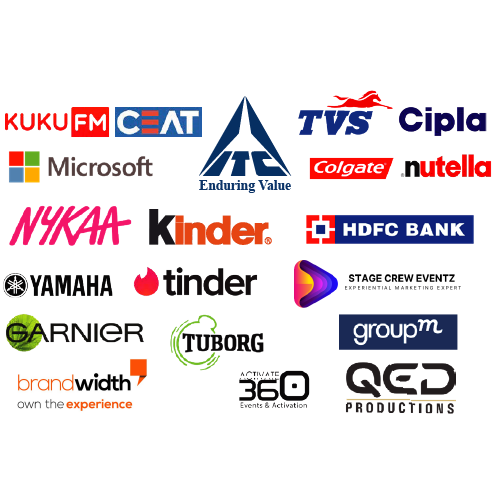 KUKU FM
CEAT
ITC
Enduring Value
TVS
Cipla
Microsoft
Colgate
nutella
NYKAA
kinder®
HDFC BANK
YAMAHA
tinder
STAGE CREW EVENTZ
EXPERIENTIAL MARKETING EXPERT
GARNIER
TUBORG
groupm
brandwidth
own the experience
ACTIVATE
360
Events & Activation
QED
PRODUCTIONS